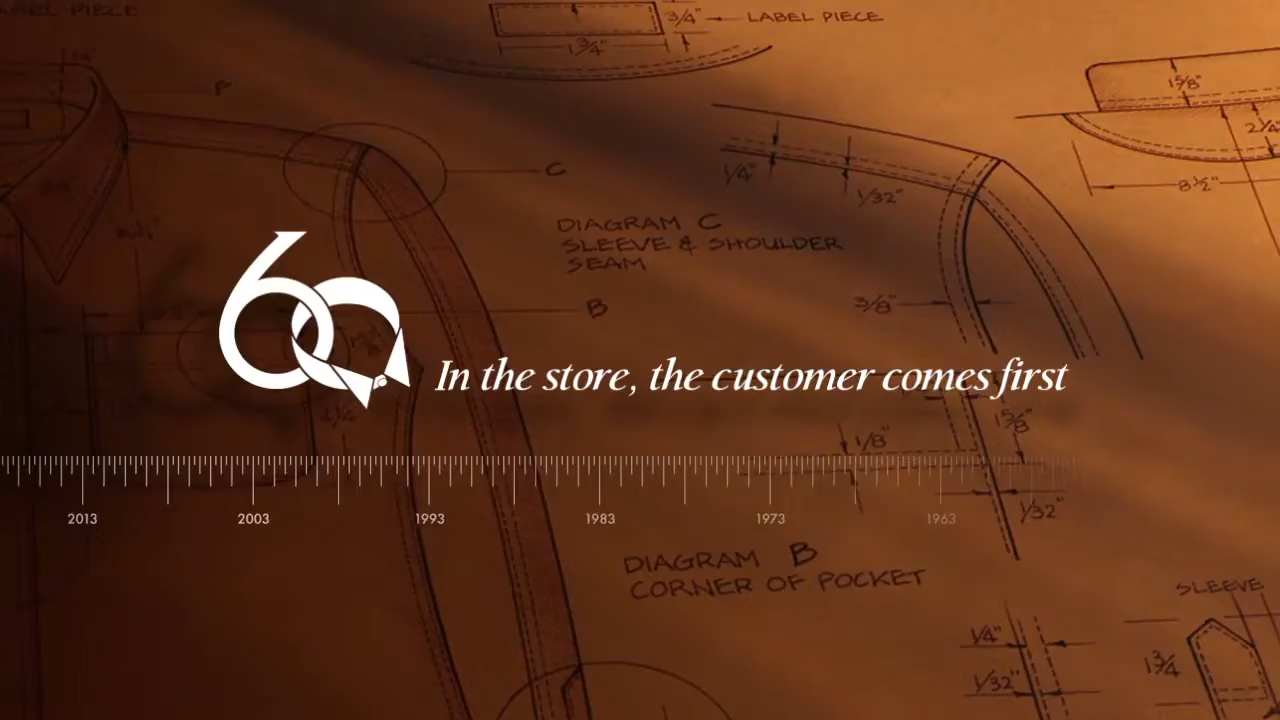 LABEL PIECE
3/4"
LABEL PIECE
1 3/4"
1 5/8"
2 1/4"
F
1/4"
C
1/32"
8 1/2"
DIAGRAM C
SLEEVE & SHOULDER
SEAM
B
3/8"
60
In the store, the customer comes first
1 5/8"
1/8"
2013 2003 1993 1983 1973 1963
1/32"
DIAGRAM B
CORNER OF POCKET
SLEEVE
1/4"
1 3/4
1/32"